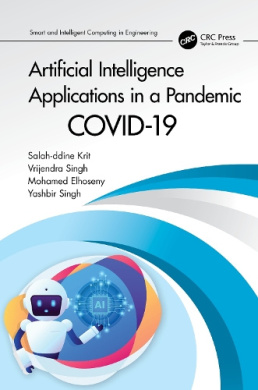 Smart and Intelligent Computing in Engineering
CRC
CRC Press
Taylor & Francis Group
Artificial Intelligence
Applications in a Pandemic
COVID-19
Salah-ddine Krit
Vrijendra Singh
Mohamed Elhoseny
Yashbir Singh